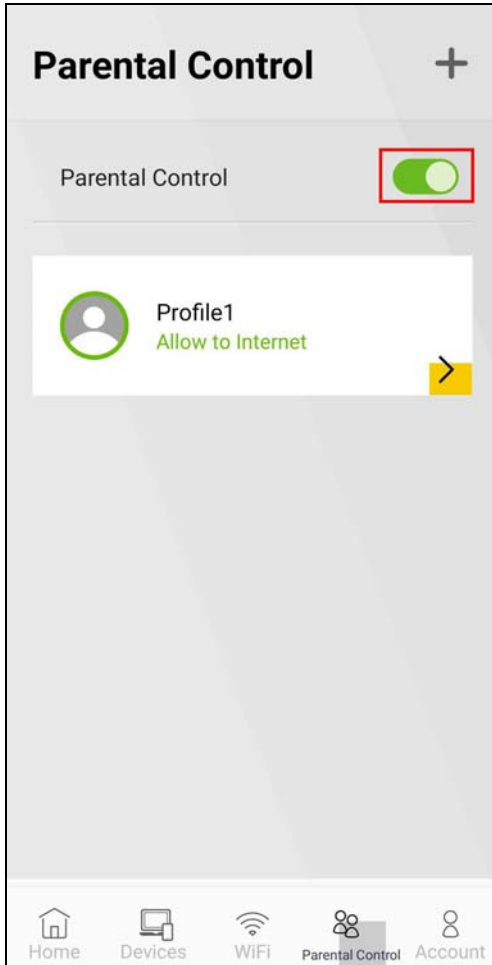 Parental Control
Parental Control
Profile1
Allow to Internet
Home Devices WiFi Parental Control Account